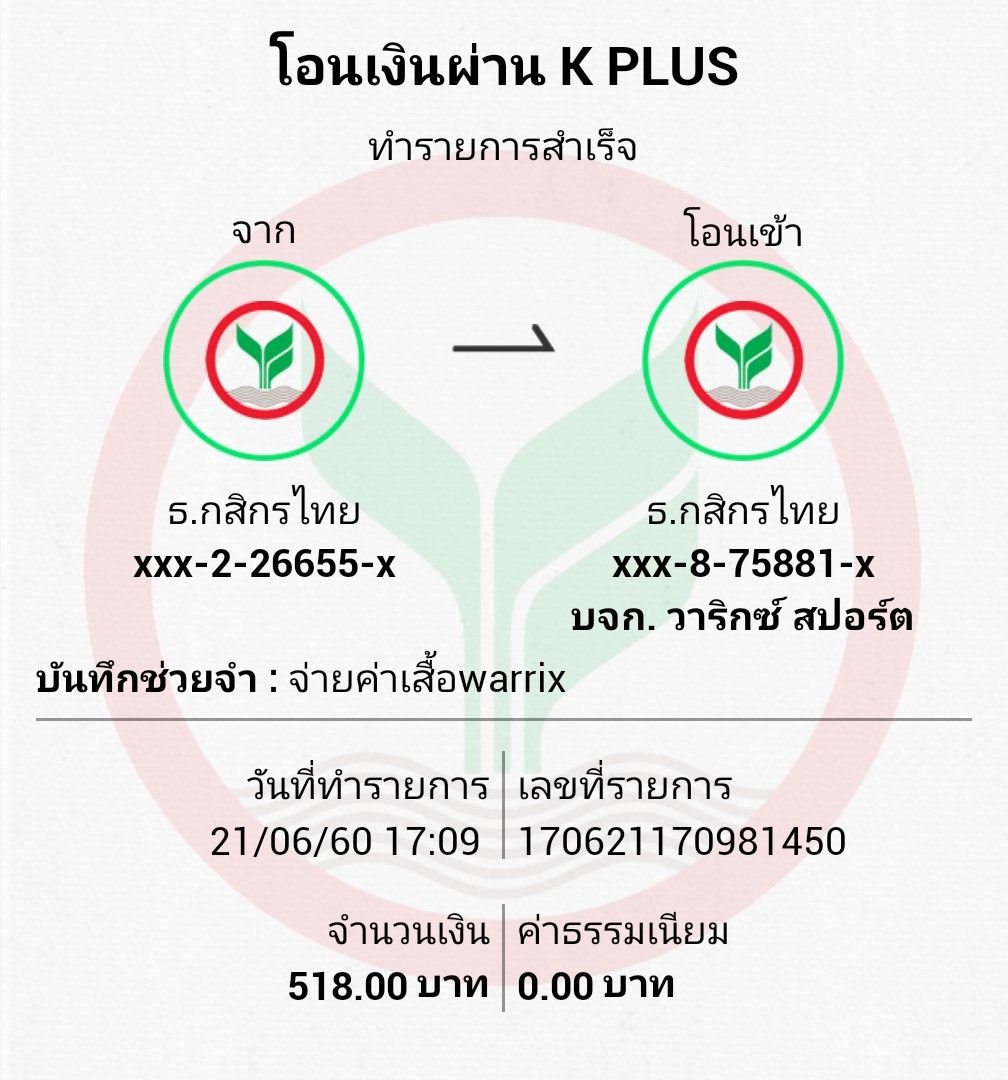 โอนเงินผ่าน K PLUS
ทำรายการสำเร็จ
จาก
โอนเข้า
ธ.กสิกรไทย
xxx-2-26655-x
ธ.กสิกรไทย
xxx-8-75881-x
บจก. วาริกซ์ สปอร์ต
บันทึกช่วยจำ : จ่ายค่าเสื้อwarrix
วันที่ทำรายการ
21/06/60 17:09
เลขที่รายการ
170621170981450
จำนวนเงิน
518.00 บาท
ค่าธรรมเนียม
0.00 บาท